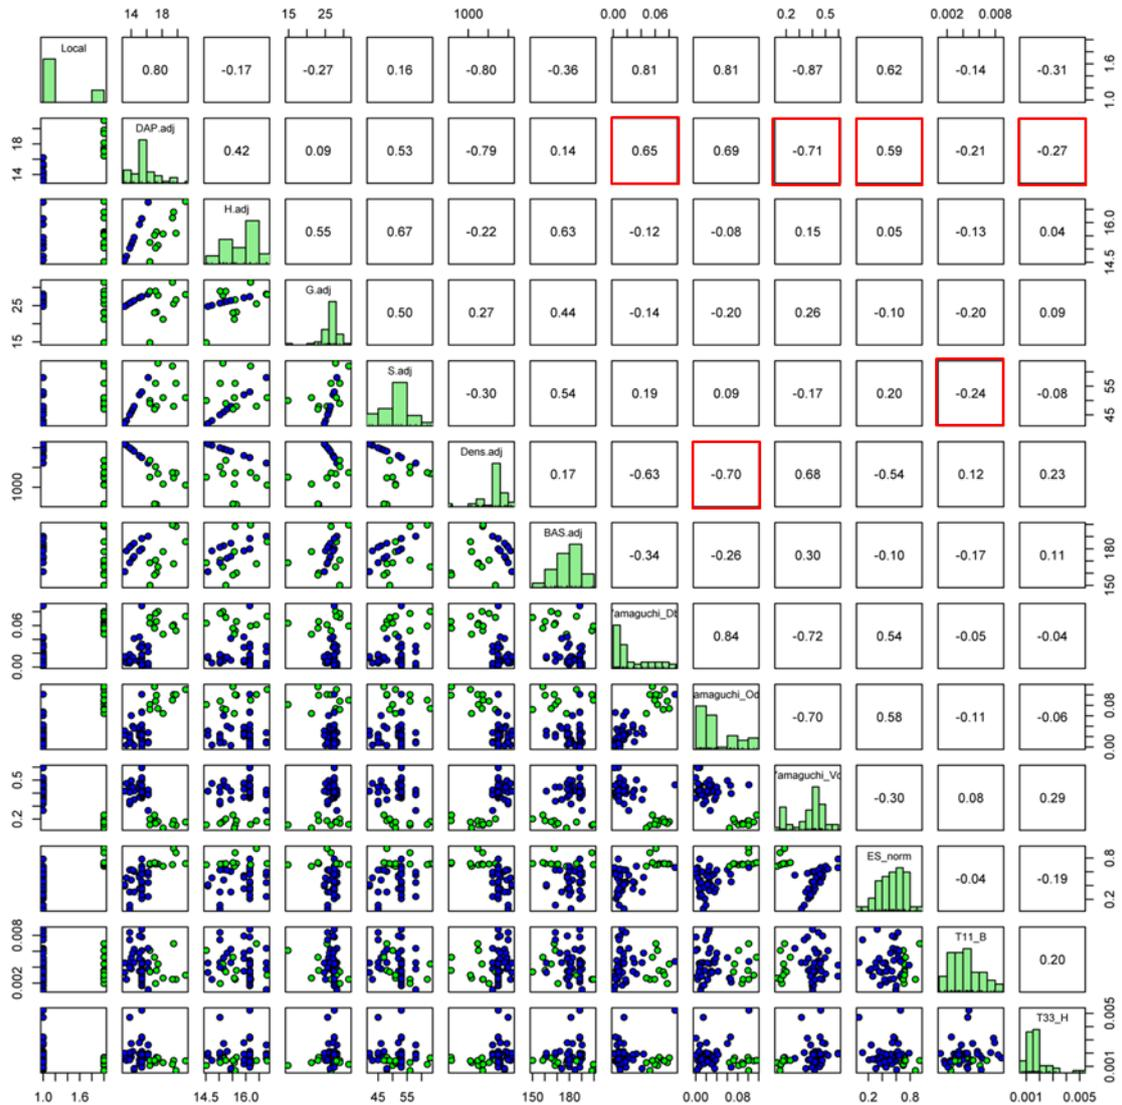 14 18 15 25 1000 0.00 0.06 0.2 0.5 0.002 0.008
Local 0.80 -0.17 -0.27 0.16 -0.80 -0.36 0.81 0.81 -0.87 0.62 -0.14 -0.31 1.0 1.6
14 18 DAP.adj 0.42 0.09 0.53 -0.79 0.14 0.65 0.69 -0.71 0.59 -0.21 -0.27
H.adj 0.55 0.67 -0.22 0.63 -0.12 -0.08 0.15 0.05 -0.13 0.04 14.5 16.0
15 25 G.adj 0.50 0.27 0.44 -0.14 -0.20 0.26 -0.10 -0.20 0.09
S.adj -0.30 0.54 0.19 0.09 -0.17 0.20 -0.24 -0.08 45 55
1000 Dens.adj 0.17 -0.63 -0.70 0.68 -0.54 0.12 0.23
BAS.adj -0.34 -0.26 0.30 -0.10 -0.17 0.11 150 180
0.00 0.06 amaguchi_Db 0.84 -0.72 0.54 -0.05 -0.04
amaguchi_Od -0.70 0.58 -0.11 -0.06 0.00 0.08
0.2 0.5 amaguchi_Vo -0.30 0.08 0.29
ES_norm -0.04 -0.19 0.2 0.8
0.002 0.008 T11_B 0.20
T33_H 0.001 0.005
1.0 1.6 14.5 16.0 45 55 150 180 0.00 0.08 0.2 0.8 0.001 0.005